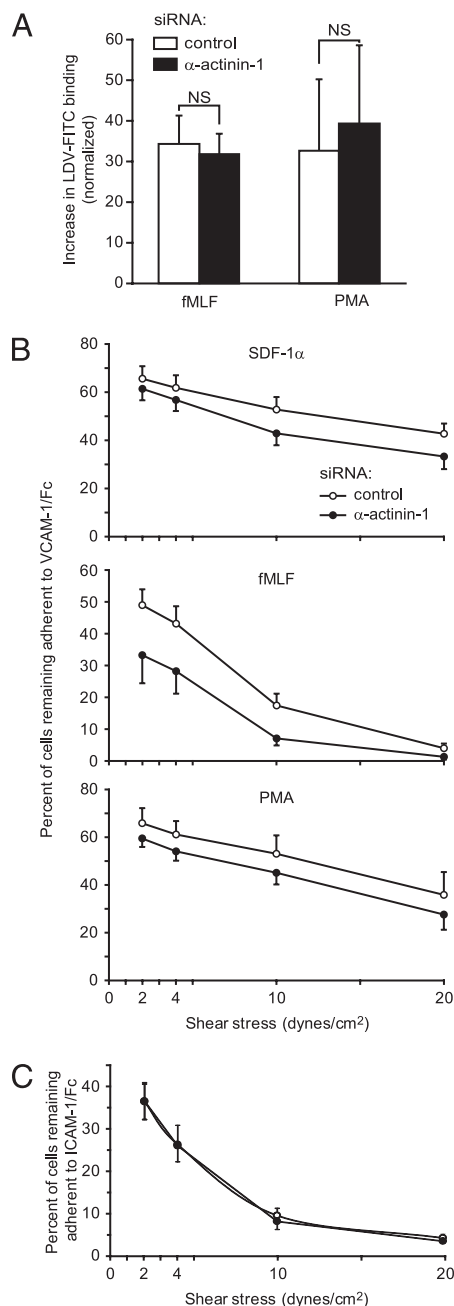 A
siRNA:
control
α-actinin-1
Increase in LDV-FITC binding
(normalized)
60
50
40
30
20
10
0
NS
NS
fMLF
PMA
B
Percent of cells remaining adherent to VCAM-1/Fc
SDF-1α
80
60
40
20
0
siRNA:
control
α-actinin-1
fMLF
60
50
40
30
20
10
0
PMA
80
60
40
20
0
0 2 4 10 20
Shear stress (dynes/cm²)
C
Percent of cells remaining
adherent to ICAM-1/Fc
40
30
20
10
0
0 2 4 10 20
Shear stress (dynes/cm²)